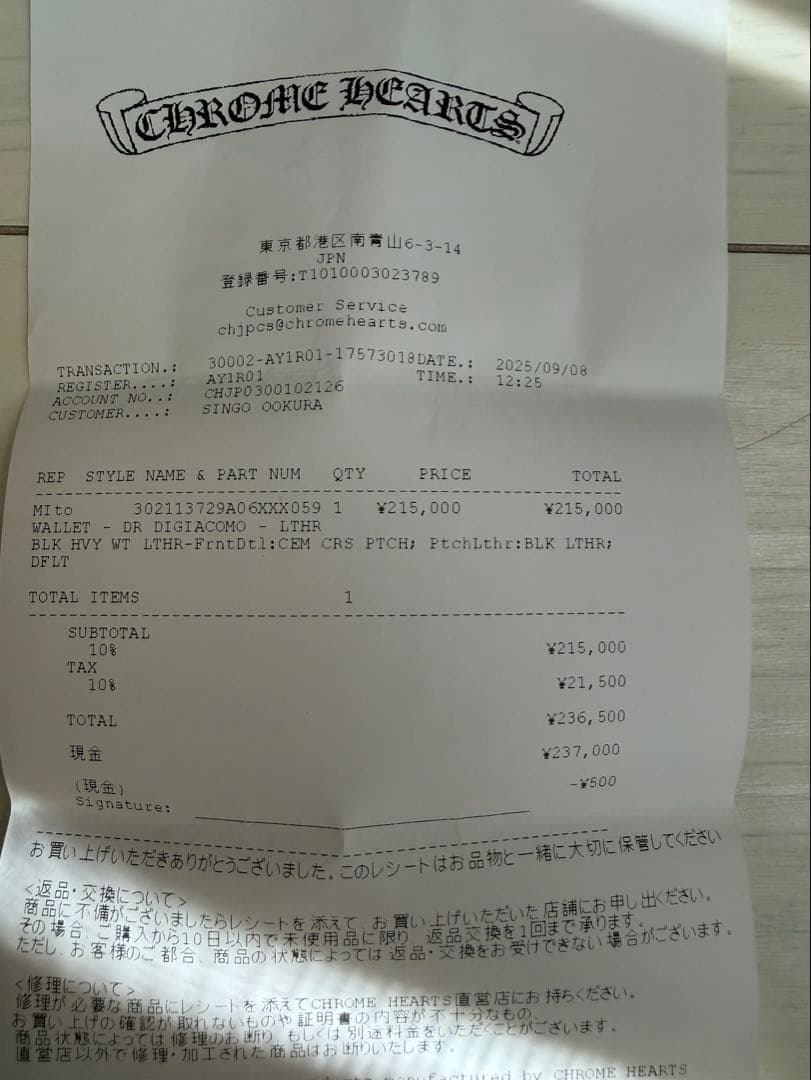 CHROME HEARTS
東京都港区南青山6-3-14
JPN
登録番号:T1010003023789
Customer Service
chjpcs@chromehearts.com
TRANSACTION.: 30002-AY1R01-17573018DATE.: 2025/09/08
REGISTER....: AY1R01 TIME.: 12:25
ACCOUNT NO..: CHJP0300102126
CUSTOMER....: SINGO OOKURA
REP STYLE NAME & PART NUM QTY PRICE TOTAL
MIto 302113729A06XXX059 1 ¥215,000 ¥215,000
WALLET - DR DIGIACOMO - LTHR
BLK HVY WT LTHR-FrntDtl:CEM CRS PTCH; PtchLthr:BLK LTHR;
DFLT
TOTAL ITEMS 1
SUBTOTAL
10% ¥215,000
TAX
10% ¥21,500
TOTAL ¥236,500
現金 ¥237,000
(現金) -¥500
Signature:
お買い上げいただきありがとうございました。このレシートはお品物と一緒に大切に保管してください
<返品・交換について>
商品に不備がございましたらレシートを添えて、お買い上げいただいた店舗にお申し出ください。
その場合、ご購入から10日以内で未使用品に限り、返品交換を1回まで承ります。
ただし、お客様のご都合、商品の状態によっては返品・交換をお受けできない場合がございます。
<修理について>
修理が必要な商品にレシートを添えてCHROME HEARTS直営店にお持ちください。
お買い上げの確認が取れないものや証明書の内容が不十分なもの、
商品状態によっては修理のお断り、もしくは別途料金をいただくことがございます。
直営店以外で修理・加工された商品はお断りいたします。
manufactured by CHROME HEARTS